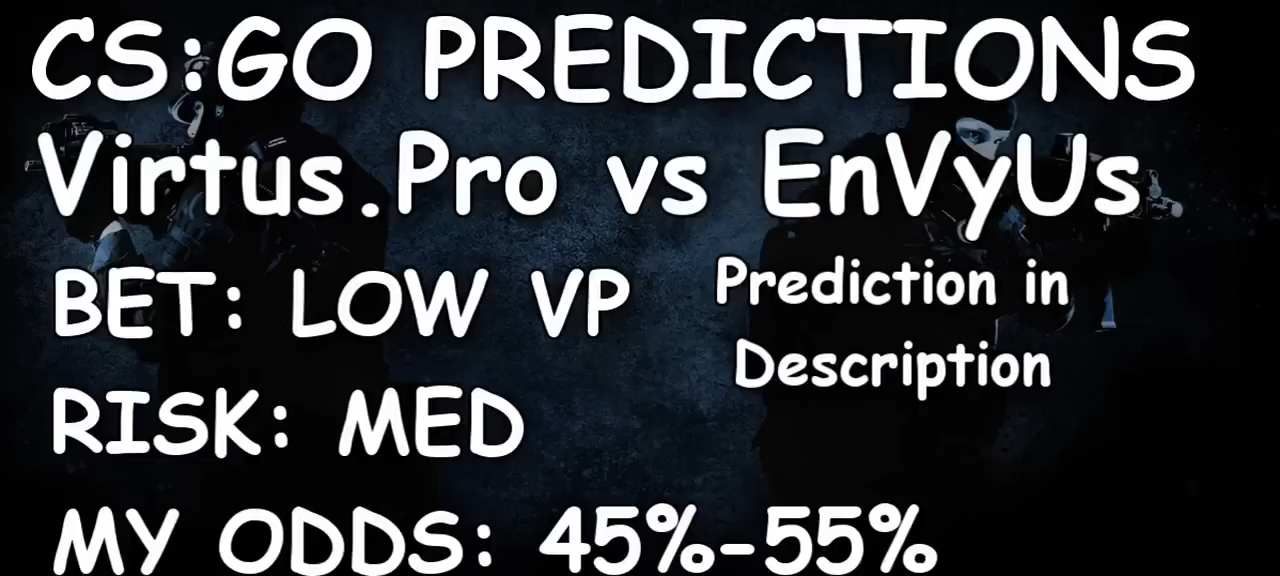 CS:GO PREDICTIONS
Virtus.Pro vs EnVyUs
BET: LOW VP
Prediction in
Description
RISK: MED
MY ODDS: 45%-55%